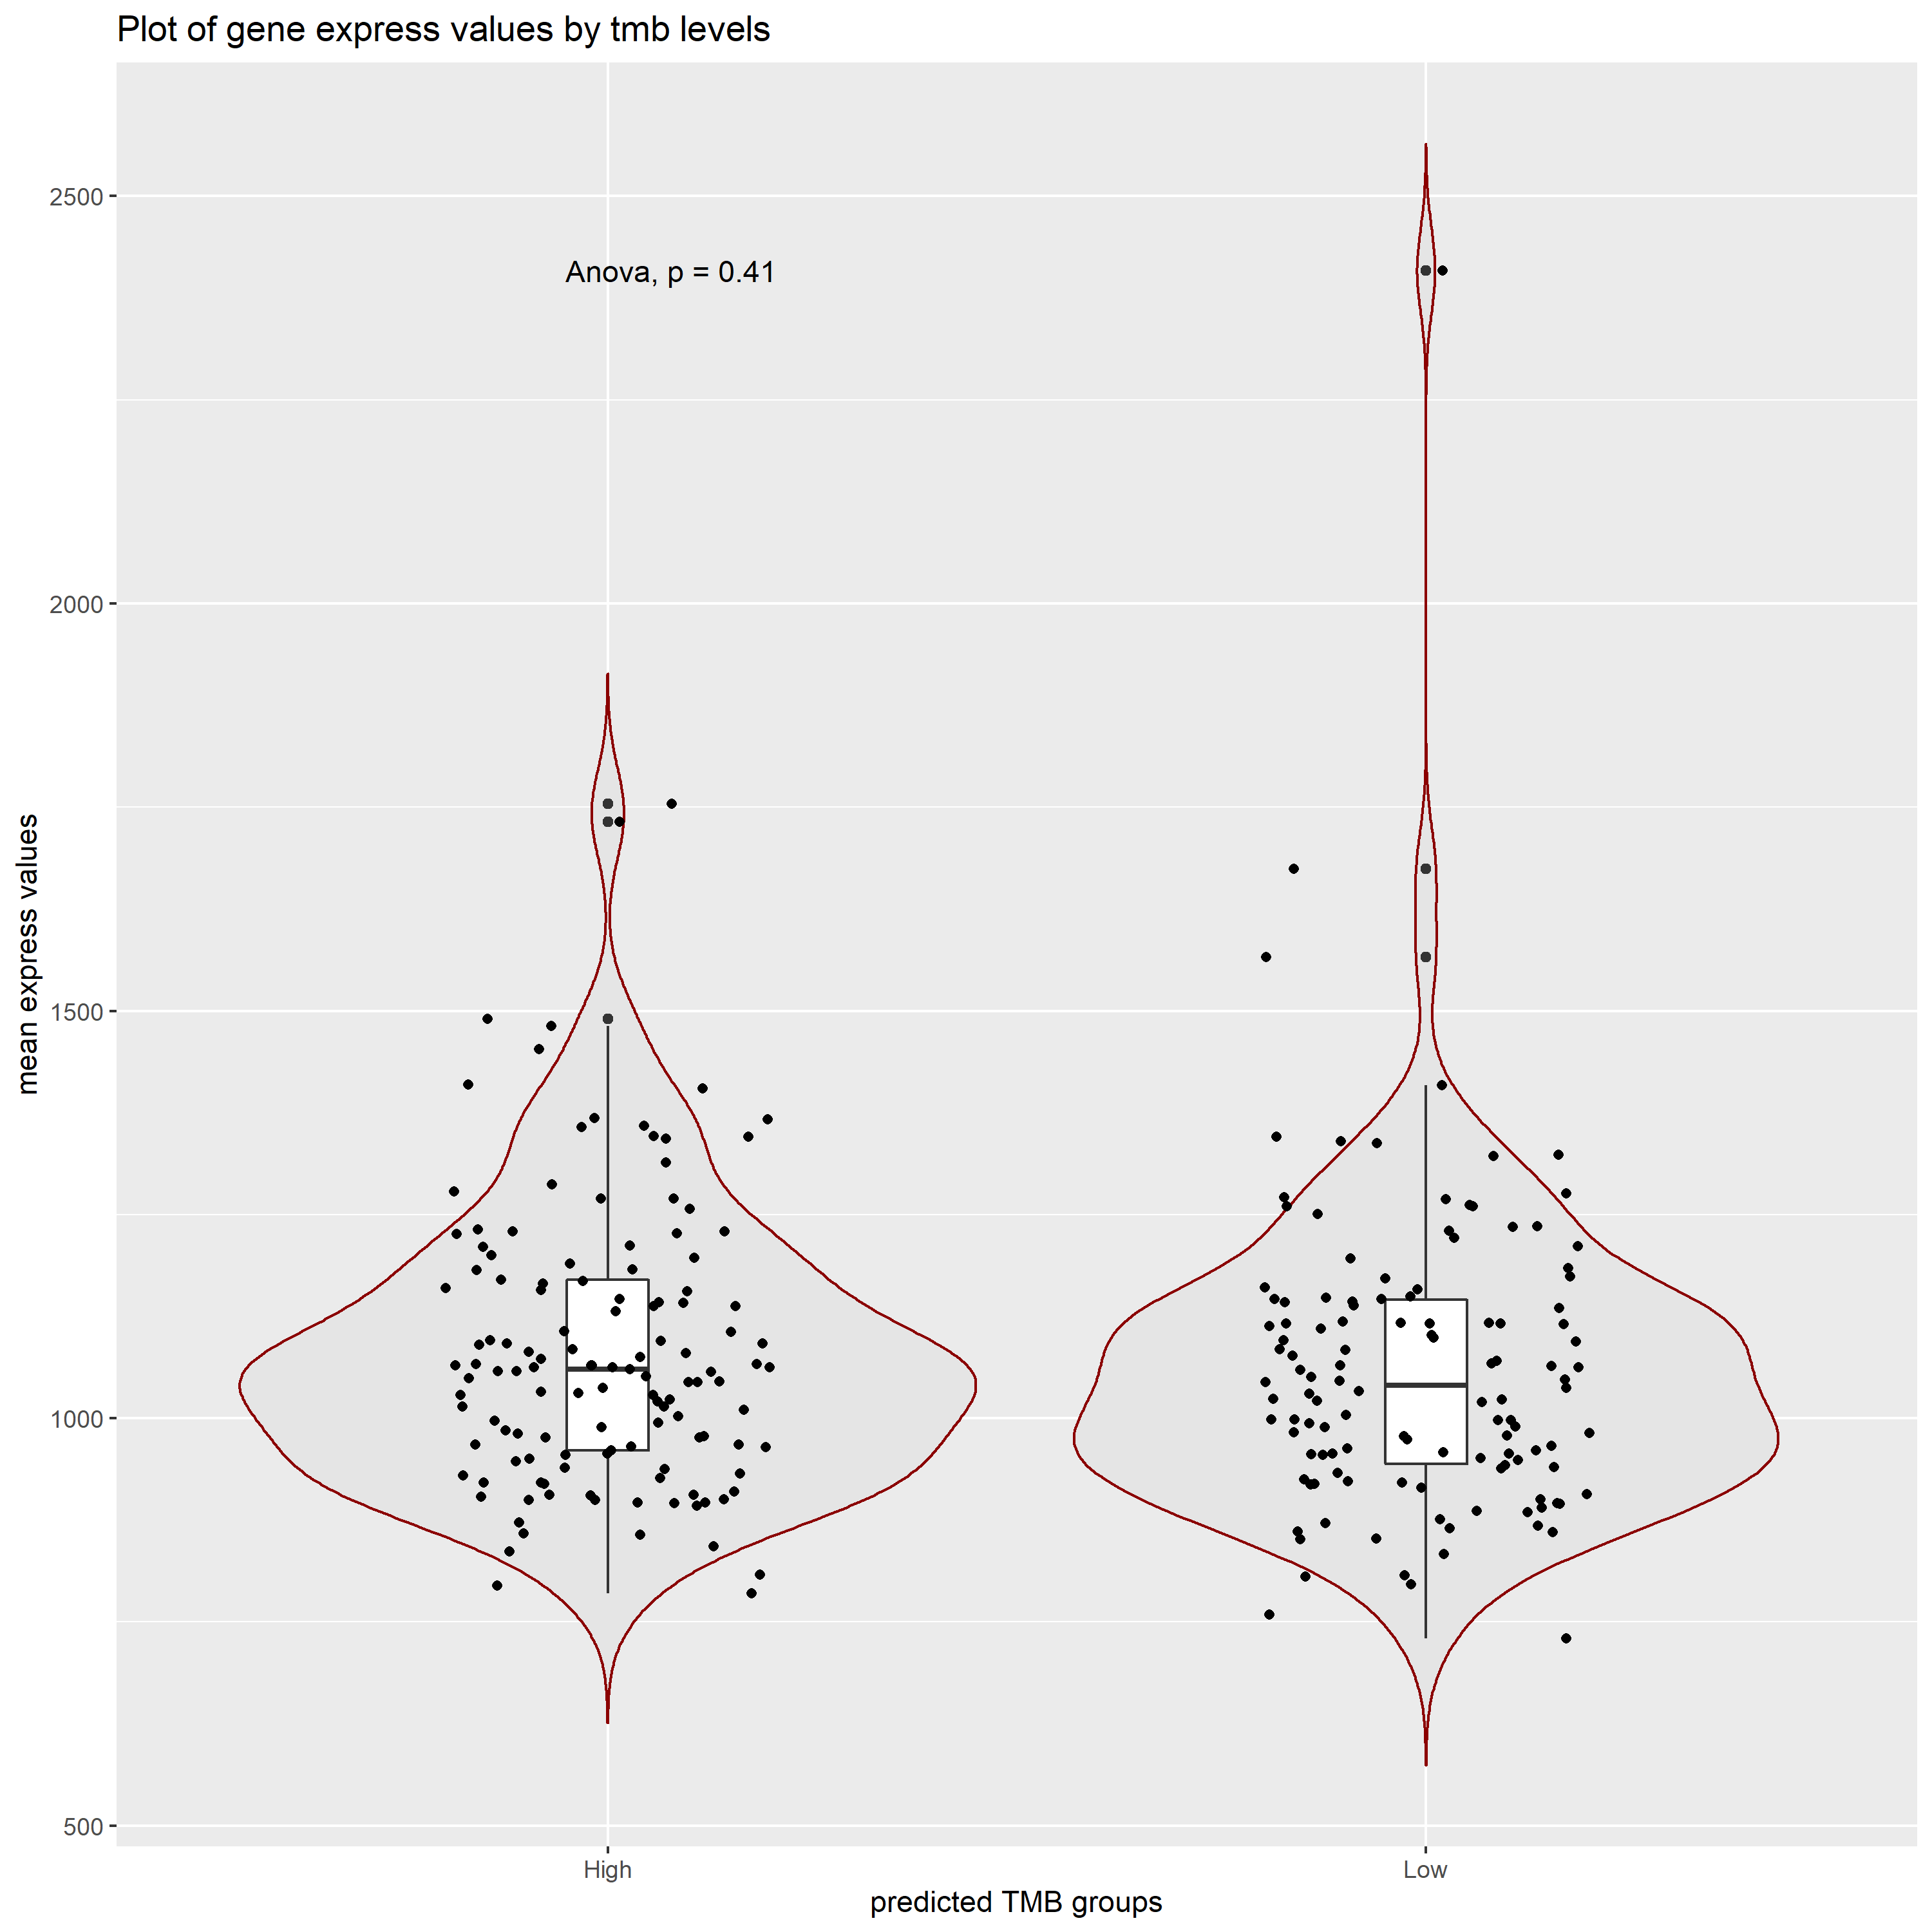 Plot of gene express values by tmb levels
2500
Anova, p = 0.41
2000
mean express values
1500
1000
500
High
Low
predicted TMB groups